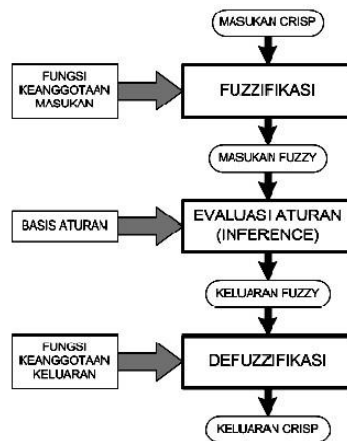 MASUKAN CRISP
FUNGSI
KEANGGOTAAN
MASUKAN
FUZZIFIKASI
MASUKAN FUZZY
BASIS ATURAN
EVALUASI ATURAN
(INFERENCE)
KELUARAN FUZZY
FUNGSI
KEANGGOTAAN
KELUARAN
DEFUZZIFIKASI
KELUARAN CRISP